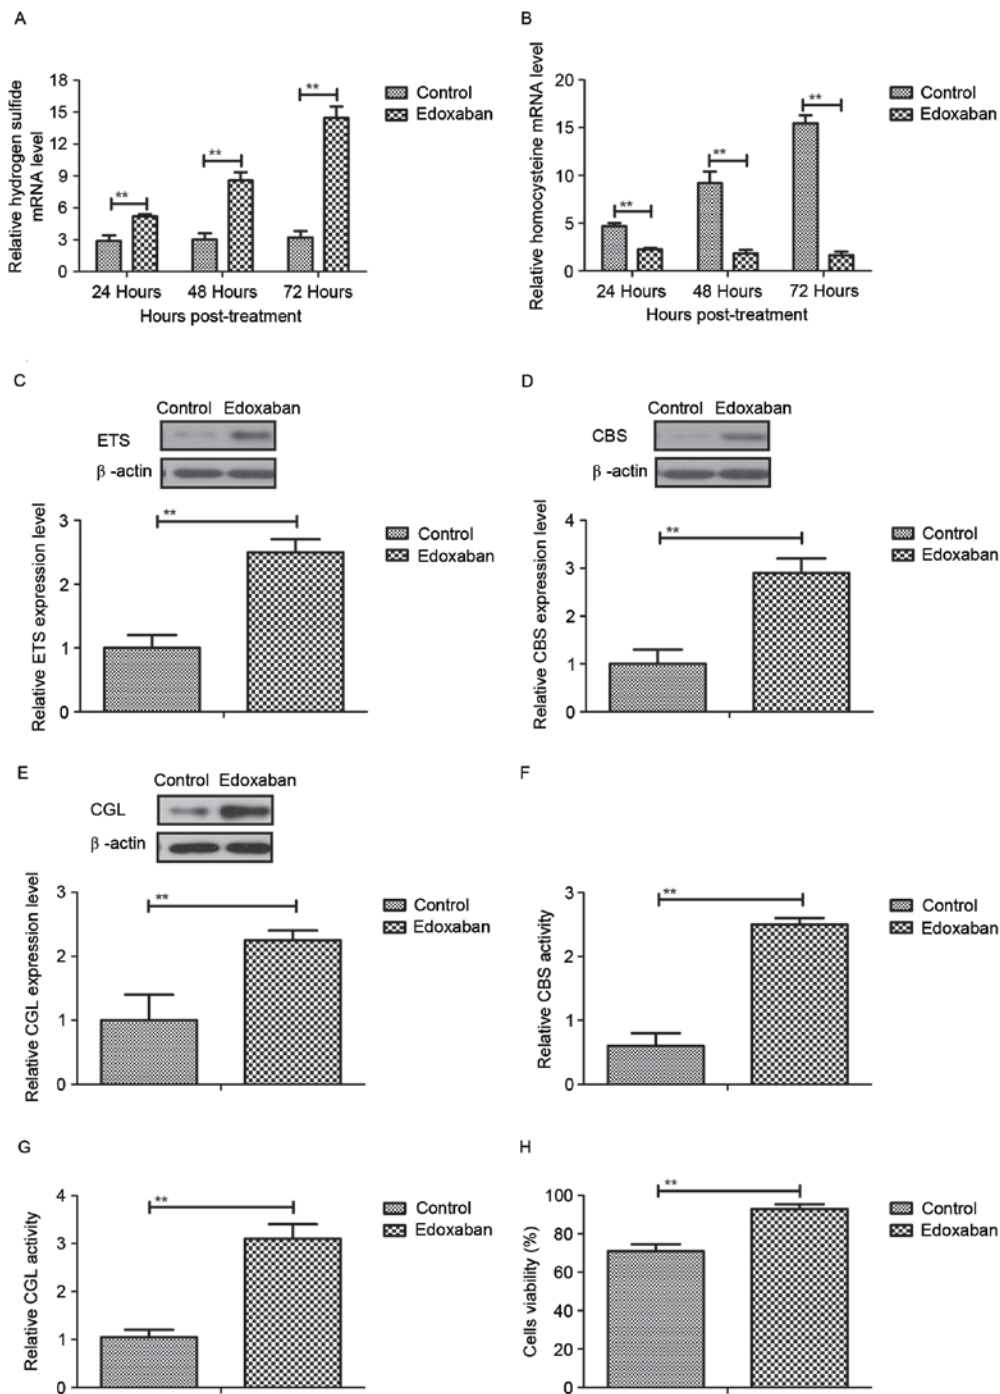 A
Relative hydrogen sulfide
mRNA level
18
15
12
9
6
3
0
**
**
**
24 Hours 48 Hours 72 Hours
Hours post-treatment
Control
Edoxaban
B
Relative homocysteine mRNA level
20
15
10
5
0
**
**
**
24 Hours 48 Hours 72 Hours
Hours post-treatment
Control
Edoxaban
C
Control Edoxaban
ETS
β -actin
Relative ETS expression level
3
2
1
0
**
Control
Edoxaban
D
Control Edoxaban
CBS
β -actin
Relative CBS expression level
4
3
2
1
0
**
Control
Edoxaban
E
Control Edoxaban
CGL
β -actin
Relative CGL expression level
3
2
1
0
**
Control
Edoxaban
F
Relative CBS activity
3
2
1
0
**
Control
Edoxaban
G
Relative CGL activity
4
3
2
1
0
**
Control
Edoxaban
H
Cells viability (%)
100
80
60
40
20
0
**
Control
Edoxaban